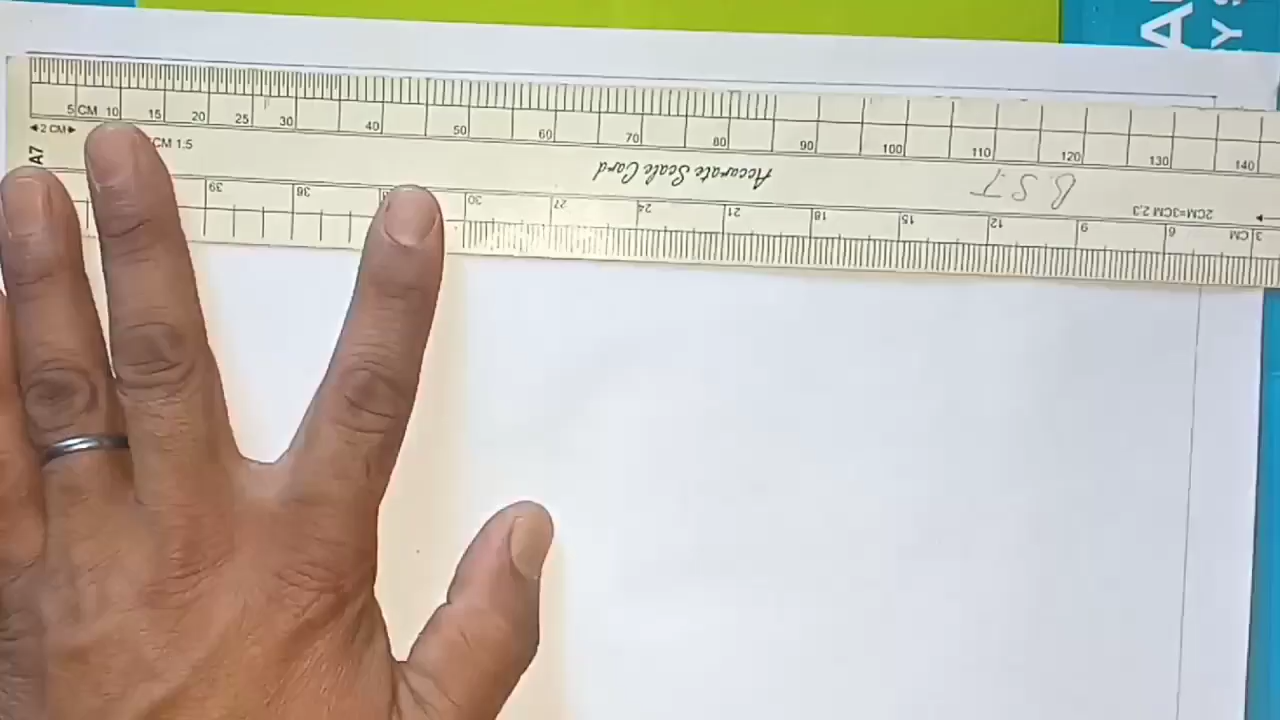 5 CM 10 15 20 25 30 40 50 60 70 80 90 100 110 120 130 140
2 CM
CM 1:5
A7
Accurate Scale Card
BST
2CM=3CM 2:3
CM 3 6 9 12 15 18 21 24 27 30 36 39